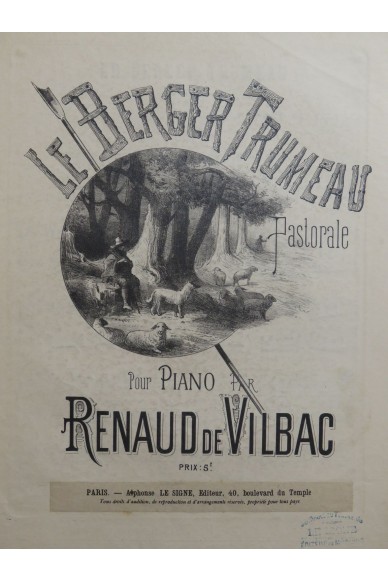 LE BERGER TRUMEAU
Pastorale
Pour PIANO PAR
RENAUD DE VILBAC
PRIX: 5f
PARIS. — Alphonse LE SIGNE, Editeur, 40, boulevard du Temple
Tous droits d'audition, de reproduction et d'arrangements réservés, propriété pour tous pays